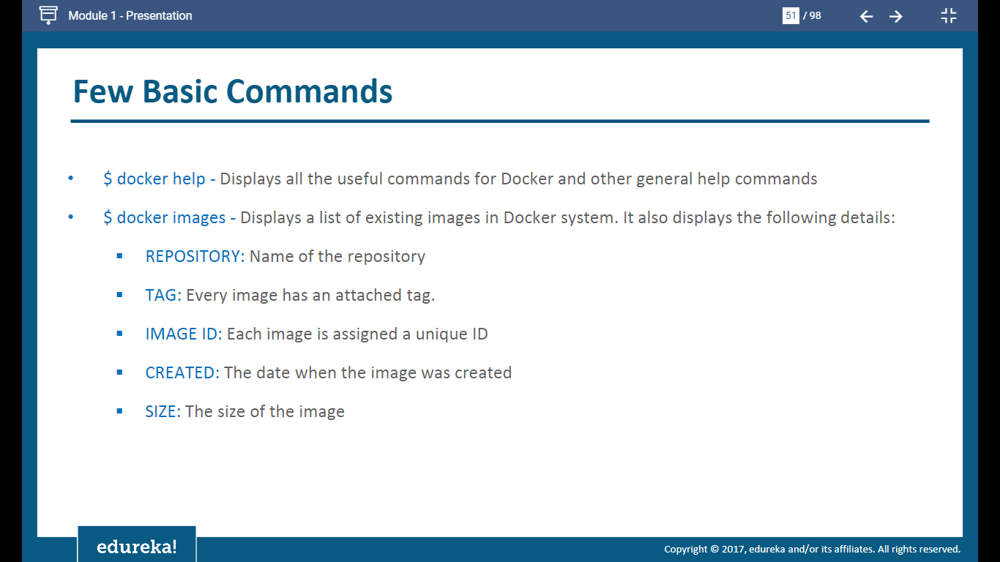 Module 1 - Presentation
51 / 98
Few Basic Commands
• $ docker help - Displays all the useful commands for Docker and other general help commands
• $ docker images - Displays a list of existing images in Docker system. It also displays the following details:
▪ REPOSITORY: Name of the repository
▪ TAG: Every image has an attached tag.
▪ IMAGE ID: Each image is assigned a unique ID
▪ CREATED: The date when the image was created
▪ SIZE: The size of the image
edureka!
Copyright © 2017, edureka and/or its affiliates. All rights reserved.